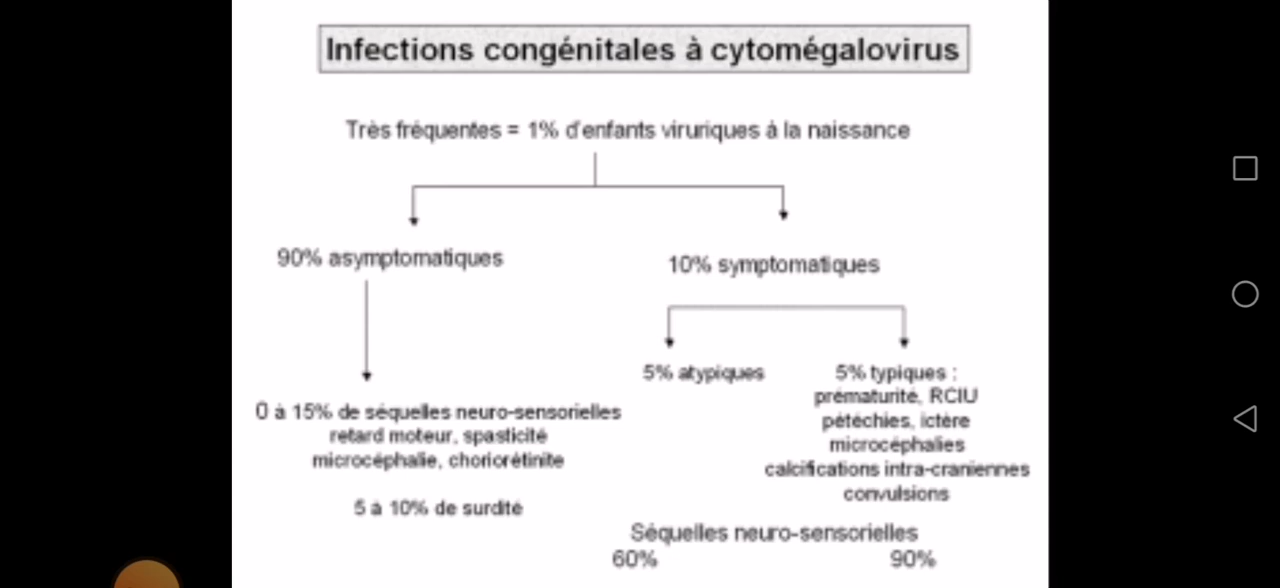 Infections congénitales à cytomégalovirus
Très fréquentes = 1% d'enfants viruriques à la naissance
90% asymptomatiques
10% symptomatiques
0 à 15% de séquelles neuro-sensorielles
retard moteur, spasticité
microcéphalie, choriorétinite
5 à 10% de surdité
5% atypiques
5% typiques :
prématurité, RCIU
pétéchies, ictère
microcéphalies
calcifications intra-craniennes
convulsions
Séquelles neuro-sensorielles
60% 90%